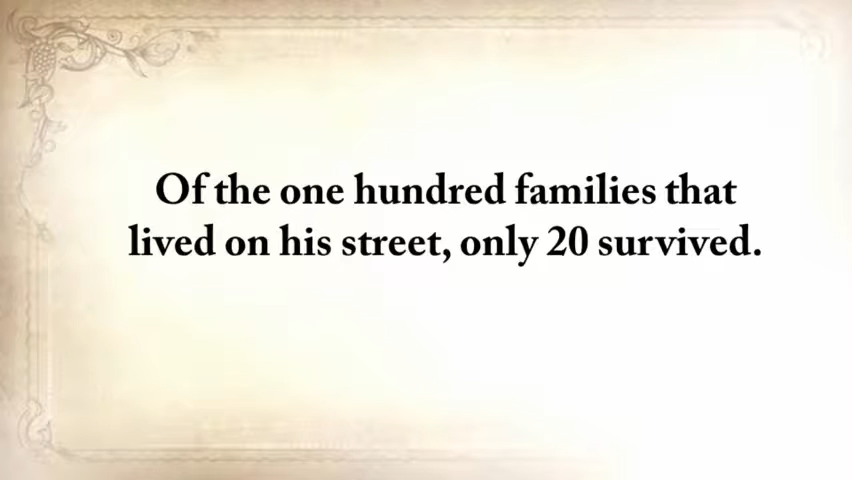 Of the one hundred families that
lived on his street, only 20 survived.